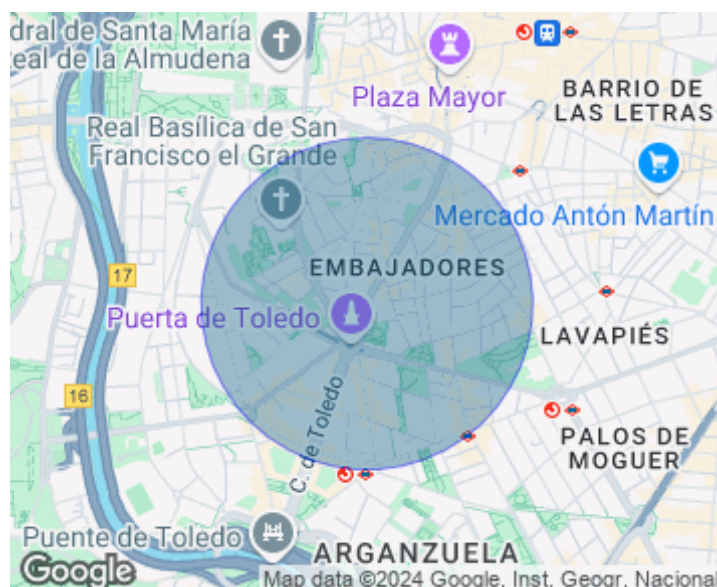 dral de Santa María
eal de la Almudena
Plaza Mayor
BARRIO DE
LAS LETRAS
Real Basílica de San
Francisco el Grande
Mercado Antón Martín
17
EMBAJADORES
Puerta de Toledo
LAVAPIÉS
16
C. de Toledo
PALOS DE
MOGUER
Puente de Toledo
ARGANZUELA
Google
Map data ©2024 Google, Inst. Geogr. Nacional